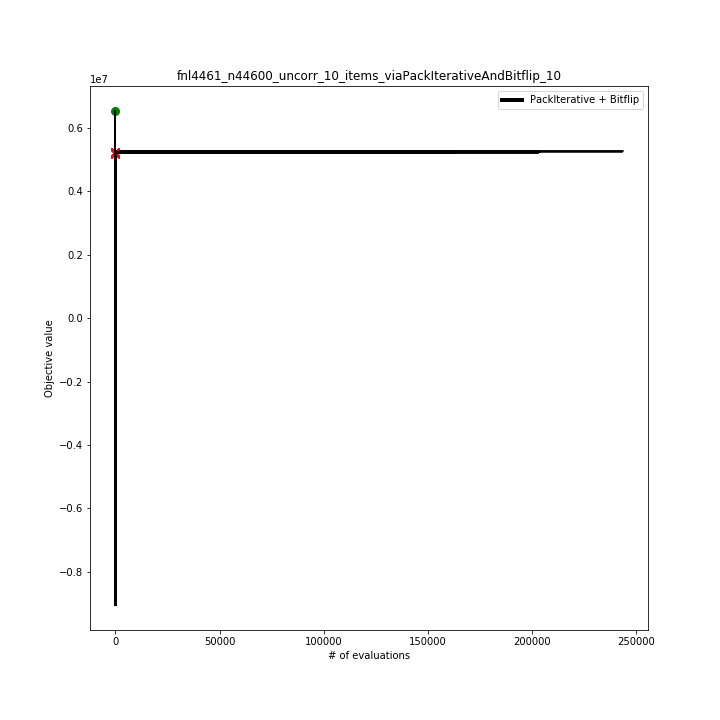 fnl4461_n44600_uncorr_10_items_viaPackIterativeAndBitflip_10
1e7
PackIterative + Bitflip
0.6
0.4
0.2
0.0
−0.2
−0.4
−0.6
−0.8
Objective value
0 50000 100000 150000 200000 250000
# of evaluations